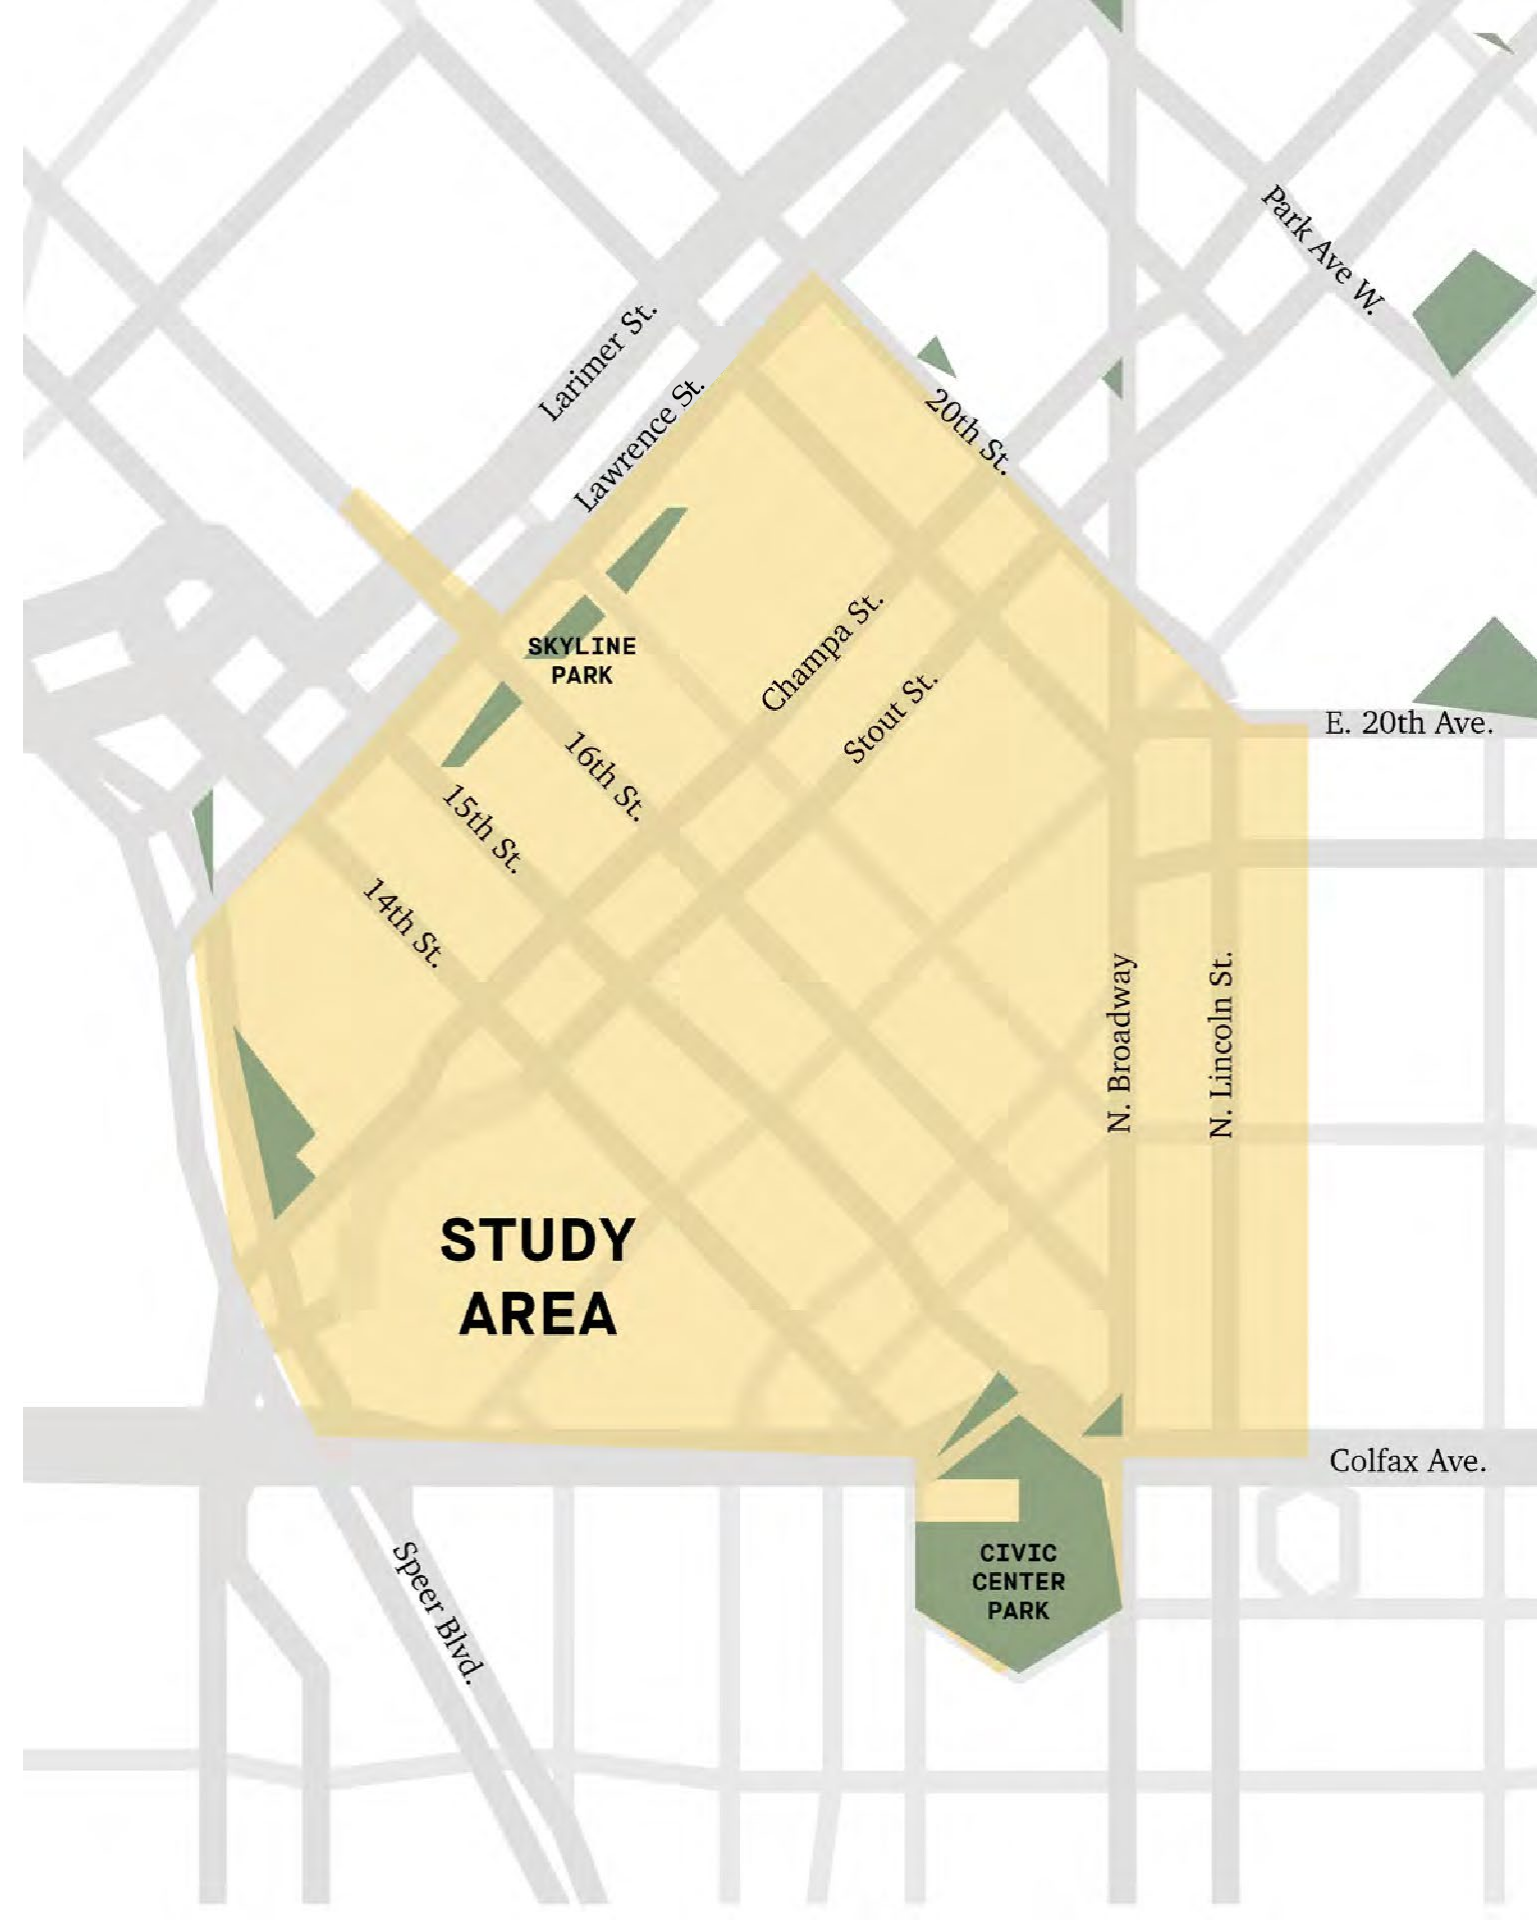 Park Ave W.
Larimer St.
Lawrence St.
20th St.
SKYLINE
PARK
Champa St.
Stout St.
E. 20th Ave.
16th St.
15th St.
14th St.
N. Broadway
N. Lincoln St.
STUDY
AREA
Colfax Ave.
CIVIC
CENTER
PARK
Speer Blvd.